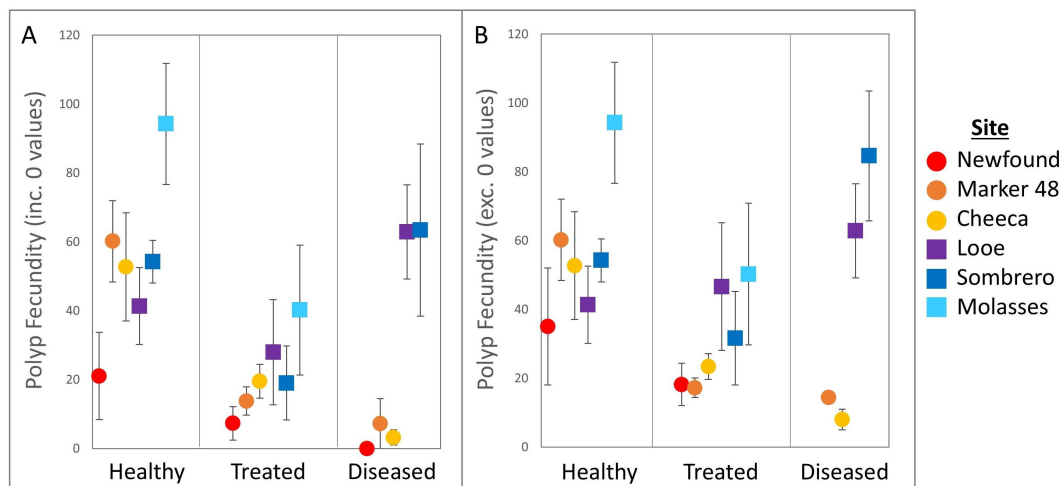 A
Polyp Fecundity (inc. 0 values)
120
100
80
60
40
20
0
Healthy Treated Diseased
B
Polyp Fecundity (exc. 0 values)
120
100
80
60
40
20
0
Healthy Treated Diseased
Site
Newfound
Marker 48
Cheeca
Looe
Sombrero
Molasses